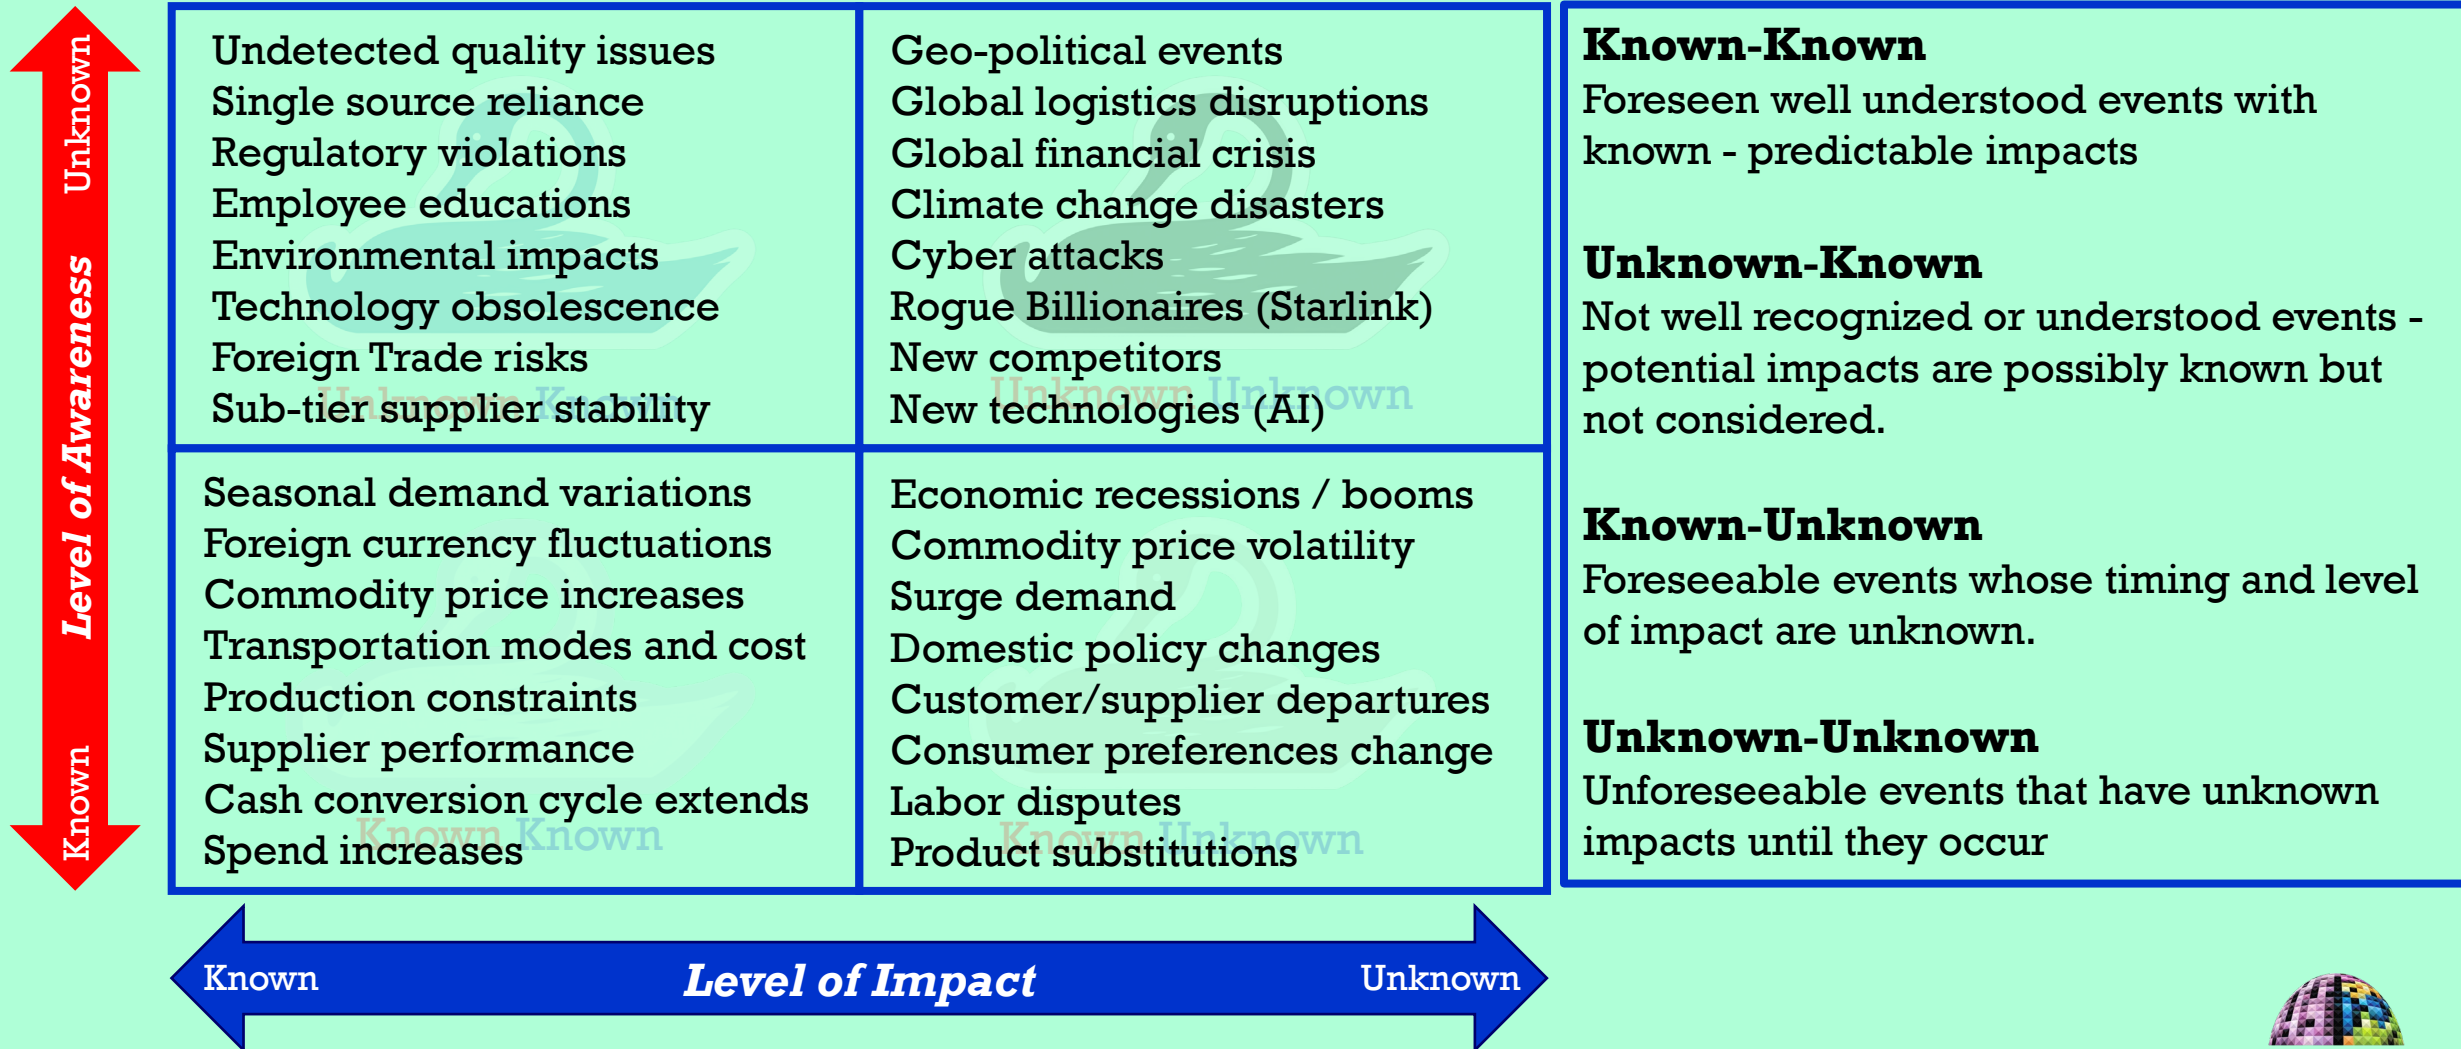 Unknown
Level of Awareness
Known
Undetected quality issues
Single source reliance
Regulatory violations
Employee educations
Environmental impacts
Technology obsolescence
Foreign Trade risks
Sub-tier supplier stability
Unknown Known
Geo-political events
Global logistics disruptions
Global financial crisis
Climate change disasters
Cyber attacks
Rogue Billionaires (Starlink)
New competitors
New technologies (AI)
Unknown Unknown
Seasonal demand variations
Foreign currency fluctuations
Commodity price increases
Transportation modes and cost
Production constraints
Supplier performance
Cash conversion cycle extends
Spend increases
Known Known
Economic recessions / booms
Commodity price volatility
Surge demand
Domestic policy changes
Customer/supplier departures
Consumer preferences change
Labor disputes
Product substitutions
Known Unknown
Known-Known
Foreseen well understood events with
known - predictable impacts
Unknown-Known
Not well recognized or understood events -
potential impacts are possibly known but
not considered.
Known-Unknown
Foreseeable events whose timing and level
of impact are unknown.
Unknown-Unknown
Unforeseeable events that have unknown
impacts until they occur
Known
Level of Impact
Unknown